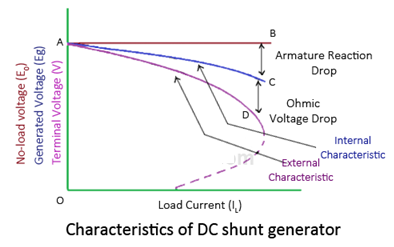 No-load voltage (E₀)
Generated Voltage (Eg)
Terminal Voltage (V)
A
B
Armature Reaction
Drop
C
Ohmic
Voltage Drop
D
Internal
Characteristic
External
Characteristic
O
Load Current (I_L)
Characteristics of DC shunt generator